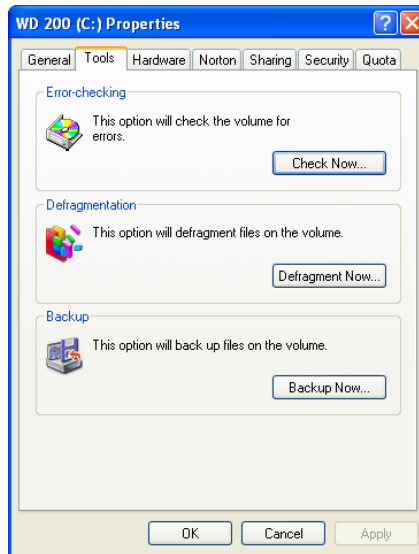 WD 200 (C:) Properties
General Tools Hardware Norton Sharing Security Quota
Error-checking
This option will check the volume for
errors.
Check Now...
Defragmentation
This option will defragment files on the volume.
Defragment Now...
Backup
This option will back up files on the volume.
Backup Now...
OK Cancel Apply